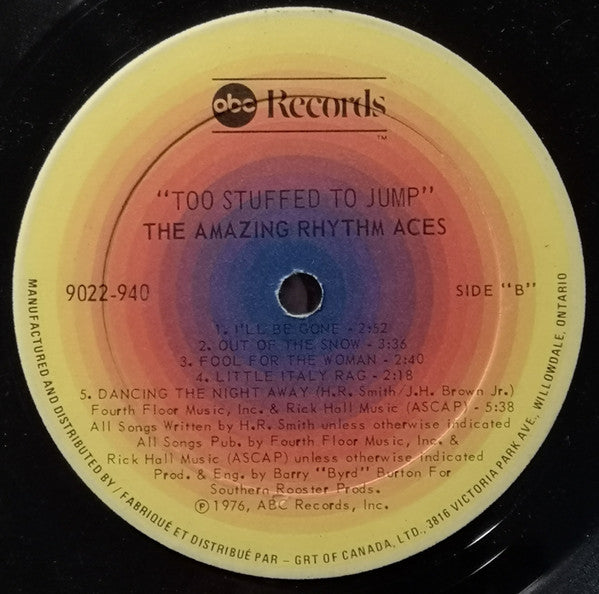 abc Records
™
"TOO STUFFED TO JUMP"
THE AMAZING RHYTHM ACES
9022-940
SIDE "B"
1. I'LL BE GONE - 2:52
2. OUT OF THE SNOW - 3:36
3. FOOL FOR THE WOMAN - 2:40
4. LITTLE ITALY RAG - 2:18
5. DANCING THE NIGHT AWAY (H.R. Smith/J.H. Brown Jr.)
Fourth Floor Music, Inc. & Rick Hall Music (ASCAP) - 5:38
All Songs Written by H.R. Smith unless otherwise indicated
All Songs Pub. by Fourth Floor Music, Inc. &
Rick Hall Music (ASCAP) unless otherwise indicated
Prod. & Eng. by Barry "Byrd" Burton For
Southern Rooster Prods.
℗ 1976, ABC Records, Inc.
MANUFACTURED AND DISTRIBUTED BY / FABRIQUÉ ET DISTRIBUÉ PAR - GRT OF CANADA, LTD., 3816 VICTORIA PARK AVE., WILLOWDALE, ONTARIO